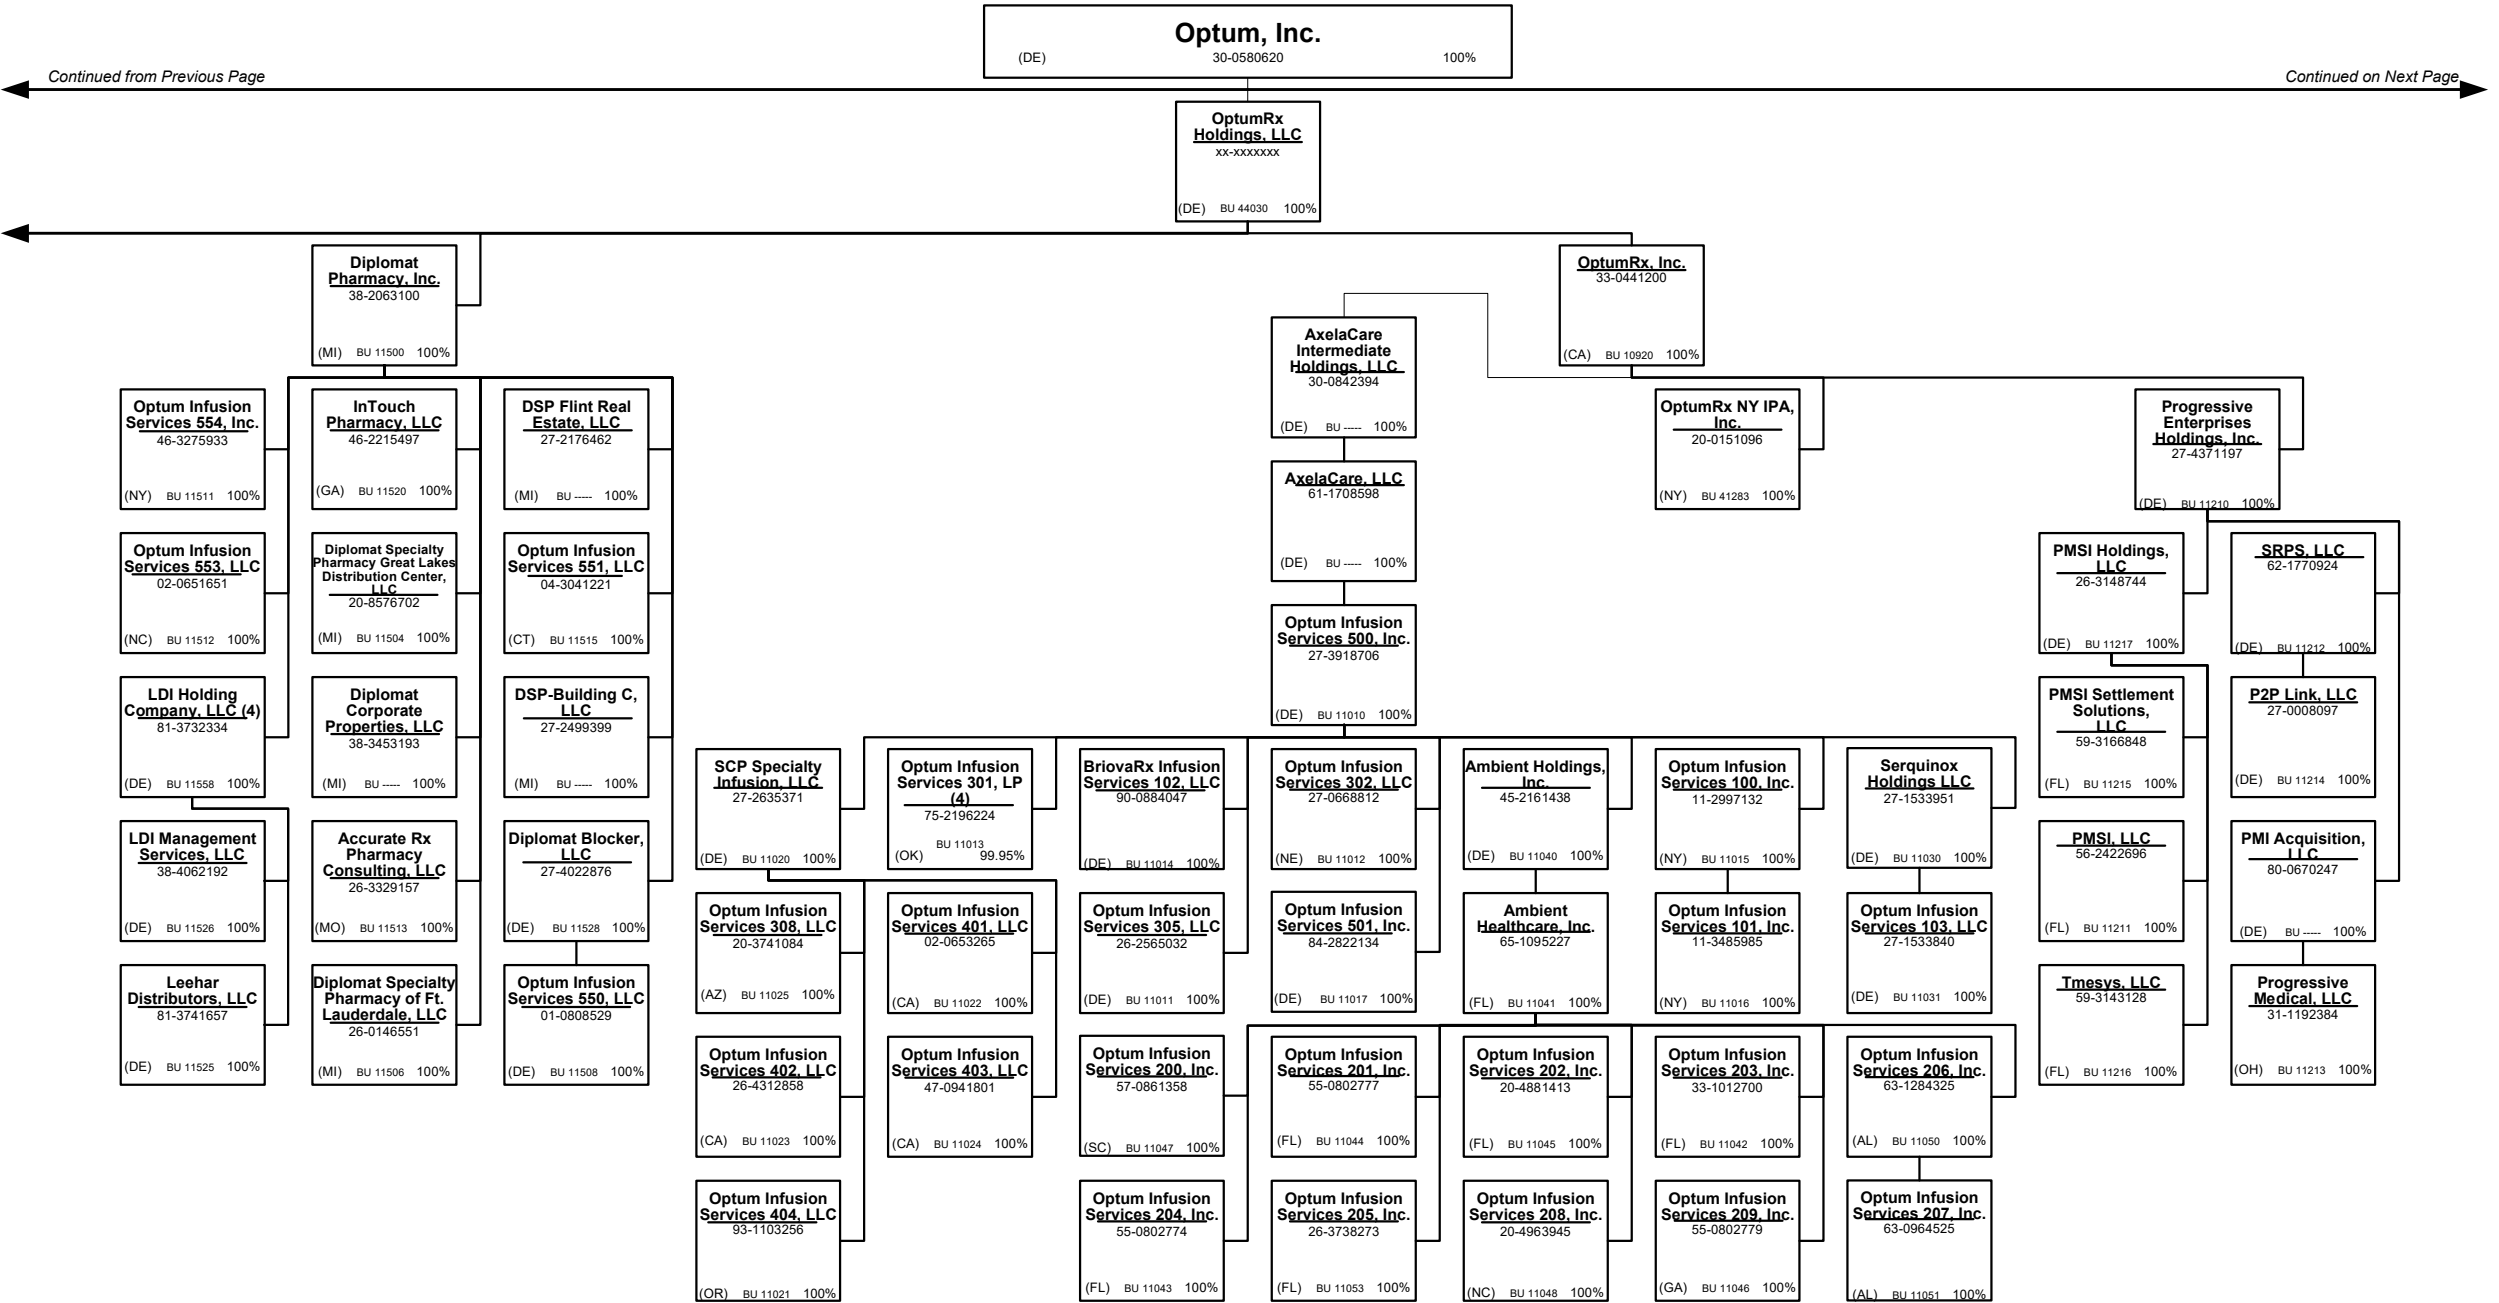 Optum, Inc.
(DE) 30-0580620 100%
Continued from Previous Page
Continued on Next Page
OptumRx
Holdings, LLC
xx-xxxxxxx
(DE) BU 44030 100%
Diplomat
Pharmacy, Inc.
38-2063100
(MI) BU 11500 100%
OptumRx, Inc.
33-0441200
(CA) BU 10920 100%
AxelaCare
Intermediate
Holdings, LLC
30-0842394
(DE) BU ----- 100%
Optum Infusion
Services 554, Inc.
46-3275933
(NY) BU 11511 100%
InTouch
Pharmacy, LLC
46-2215497
(GA) BU 11520 100%
DSP Flint Real
Estate, LLC
27-2176462
(MI) BU ----- 100%
OptumRx NY IPA,
Inc.
20-0151096
(NY) BU 41283 100%
Progressive
Enterprises
Holdings, Inc.
27-4371197
(DE) BU 11210 100%
AxelaCare, LLC
61-1708598
(DE) BU ----- 100%
Optum Infusion
Services 553, LLC
02-0651651
(NC) BU 11512 100%
Diplomat Specialty
Pharmacy Great Lakes
Distribution Center,
LLC
20-8576702
(MI) BU 11504 100%
Optum Infusion
Services 551, LLC
04-3041221
(CT) BU 11515 100%
PMSI Holdings,
LLC
26-3148744
(DE) BU 11217 100%
SRPS, LLC
62-1770924
(DE) BU 11212 100%
Optum Infusion
Services 500, Inc.
27-3918706
(DE) BU 11010 100%
LDI Holding
Company, LLC (4)
81-3732334
(DE) BU 11558 100%
Diplomat
Corporate
Properties, LLC
38-3453193
(MI) BU ----- 100%
DSP-Building C,
LLC
27-2499399
(MI) BU ----- 100%
PMSI Settlement
Solutions,
LLC
59-3166848
(FL) BU 11215 100%
P2P Link, LLC
27-0008097
(DE) BU 11214 100%
SCP Specialty
Infusion, LLC
27-2635371
(DE) BU 11020 100%
Optum Infusion
Services 301, LP
(4)
75-2196224
BU 11013
(OK) 99.95%
BriovaRx Infusion
Services 102, LLC
90-0884047
(DE) BU 11014 100%
Optum Infusion
Services 302, LLC
27-0668812
(NE) BU 11012 100%
Ambient Holdings,
Inc.
45-2161438
(DE) BU 11040 100%
Optum Infusion
Services 100, Inc.
11-2997132
(NY) BU 11015 100%
Serquinox
Holdings LLC
27-1533951
(DE) BU 11030 100%
LDI Management
Services, LLC
38-4062192
(DE) BU 11526 100%
Accurate Rx
Pharmacy
Consulting, LLC
26-3329157
(MO) BU 11513 100%
Diplomat Blocker,
LLC
27-4022876
(DE) BU 11528 100%
PMSI, LLC
56-2422696
(FL) BU 11211 100%
PMI Acquisition,
LLC
80-0670247
(DE) BU ----- 100%
Optum Infusion
Services 308, LLC
20-3741084
(AZ) BU 11025 100%
Optum Infusion
Services 401, LLC
02-0653265
(CA) BU 11022 100%
Optum Infusion
Services 305, LLC
26-2565032
(DE) BU 11011 100%
Optum Infusion
Services 501, Inc.
84-2822134
(DE) BU 11017 100%
Ambient
Healthcare, Inc.
65-1095227
(FL) BU 11041 100%
Optum Infusion
Services 101, Inc.
11-3485985
(NY) BU 11016 100%
Optum Infusion
Services 103, LLC
27-1533840
(DE) BU 11031 100%
Leehar
Distributors, LLC
81-3741657
(DE) BU 11525 100%
Diplomat Specialty
Pharmacy of Ft.
Lauderdale, LLC
26-0146551
(MI) BU 11506 100%
Optum Infusion
Services 550, LLC
01-0808529
(DE) BU 11508 100%
Tmesys, LLC
59-3143128
(FL) BU 11216 100%
Progressive
Medical, LLC
31-1192384
(OH) BU 11213 100%
Optum Infusion
Services 402, LLC
26-4312858
(CA) BU 11023 100%
Optum Infusion
Services 403, LLC
47-0941801
(CA) BU 11024 100%
Optum Infusion
Services 200, Inc.
57-0861358
(SC) BU 11047 100%
Optum Infusion
Services 201, Inc.
55-0802777
(FL) BU 11044 100%
Optum Infusion
Services 202, Inc.
20-4881413
(FL) BU 11045 100%
Optum Infusion
Services 203, Inc.
33-1012700
(FL) BU 11042 100%
Optum Infusion
Services 206, Inc.
63-1284325
(AL) BU 11050 100%
Optum Infusion
Services 404, LLC
93-1103256
(OR) BU 11021 100%
Optum Infusion
Services 204, Inc.
55-0802774
(FL) BU 11043 100%
Optum Infusion
Services 205, Inc.
26-3738273
(FL) BU 11053 100%
Optum Infusion
Services 208, Inc.
20-4963945
(NC) BU 11048 100%
Optum Infusion
Services 209, Inc.
55-0802779
(GA) BU 11046 100%
Optum Infusion
Services 207, Inc.
63-0964525
(AL) BU 11051 100%